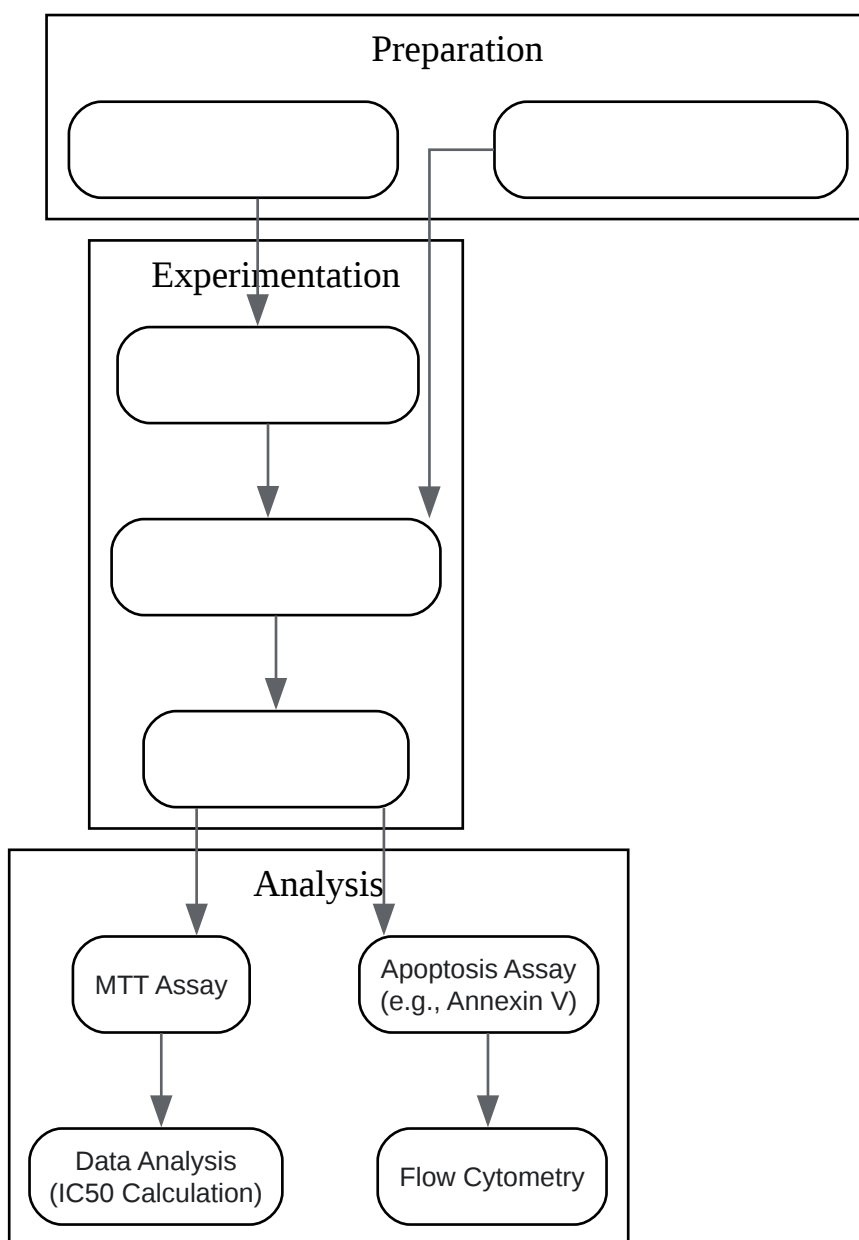 Preparation
Experimentation
Analysis
MTT Assay
Apoptosis Assay
(e.g., Annexin V)
Data Analysis
(IC50 Calculation)
Flow Cytometry